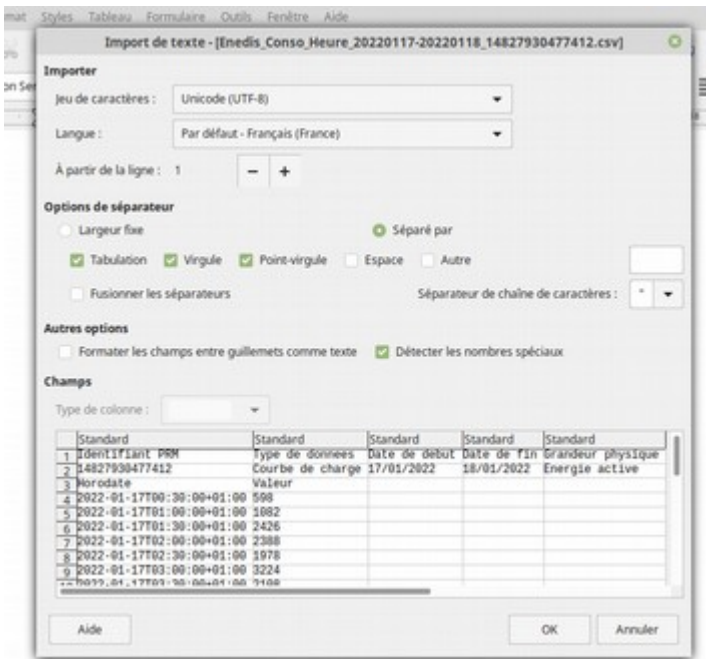 Styles Tableau Formulaire Outils Fenêtre Aide
Import de texte - [Enedis_Conso_Heure_20220117-20220118_14827930477412.csv]
Importer
Jeu de caractères : Unicode (UTF-8)
Langue : Par défaut - Français (France)
À partir de la ligne : 1 − +
Options de séparateur
Largeur fixe Séparé par
Tabulation Virgule Point-virgule Espace Autre
Fusionner les séparateurs Séparateur de chaîne de caractères : "
Autres options
Formater les champs entre guillemets comme texte Détecter les nombres spéciaux
Champs
Type de colonne :
Standard Standard Standard Standard Standard
1 Identifiant PRM Type de donnees Date de debut Date de fin Grandeur physique
2 14827930477412 Courbe de charge 17/01/2022 18/01/2022 Energie active
3 Horodate Valeur
4 2022-01-17T00:30:00+01:00 598
5 2022-01-17T01:00:00+01:00 1082
6 2022-01-17T01:30:00+01:00 2426
7 2022-01-17T02:00:00+01:00 2388
8 2022-01-17T02:30:00+01:00 1978
9 2022-01-17T03:00:00+01:00 3224
10 2022-01-17T03:30:00+01:00
Aide OK Annuler